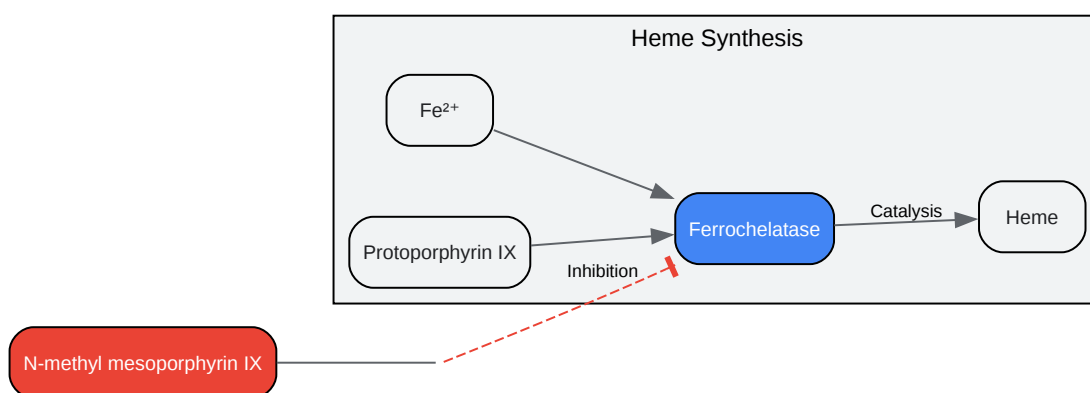 Heme Synthesis
Fe²⁺
Protoporphyrin IX
Ferrochelatase
Catalysis
Heme
Inhibition
N-methyl mesoporphyrin IX